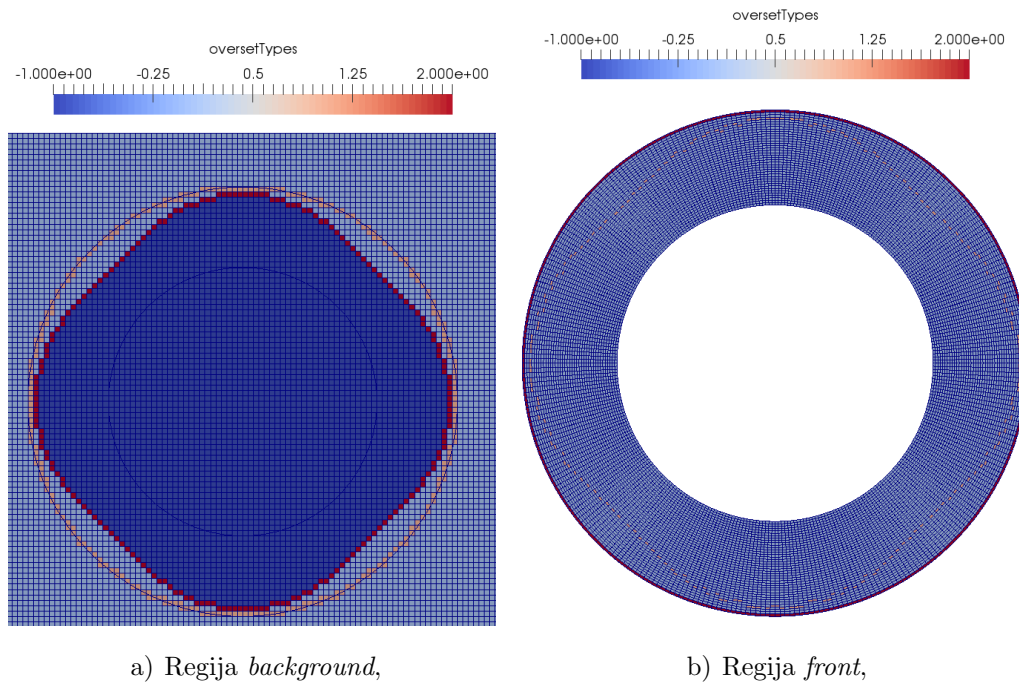 oversetTypes
-1.000e+00 -0.25 0.5 1.25 2.000e+00
oversetTypes
-1.000e+00 -0.25 0.5 1.25 2.000e+00
a) Regija background,
b) Regija front,